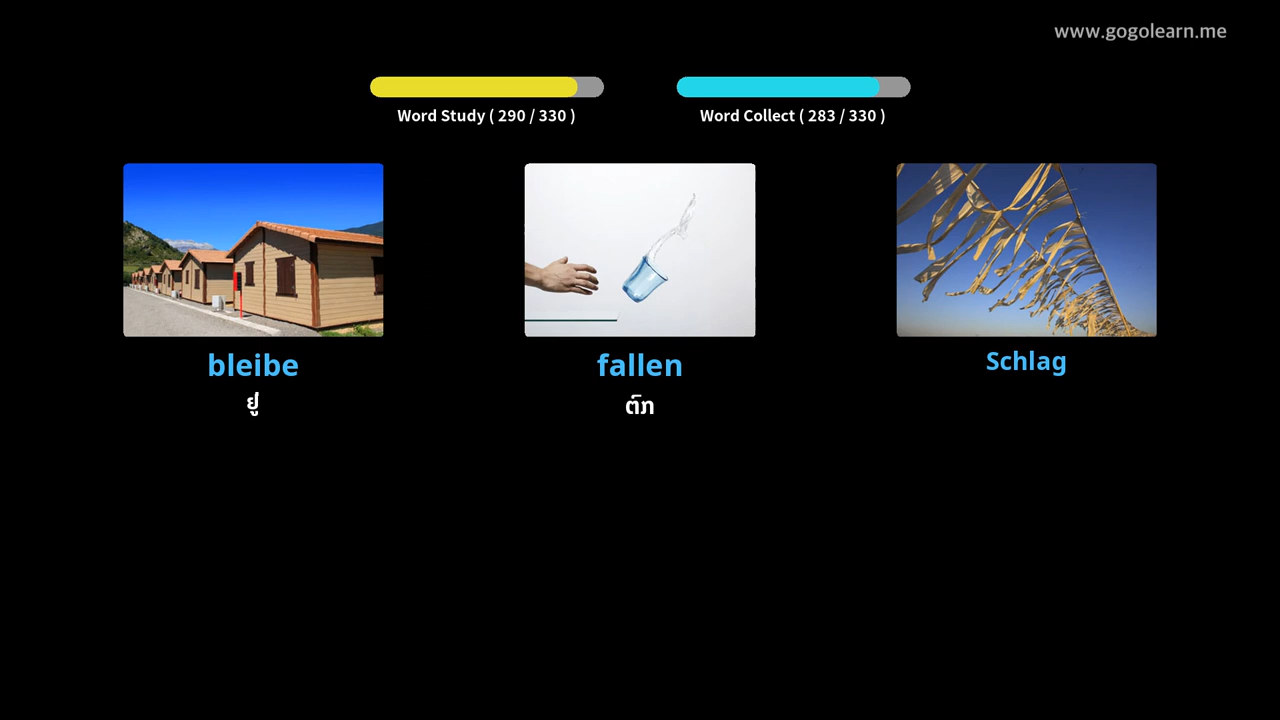 www.gogolearn.me
Word Study ( 290 / 330 )
Word Collect ( 283 / 330 )
bleibe
fallen
Schlag
ຢູ່
ຕົກ